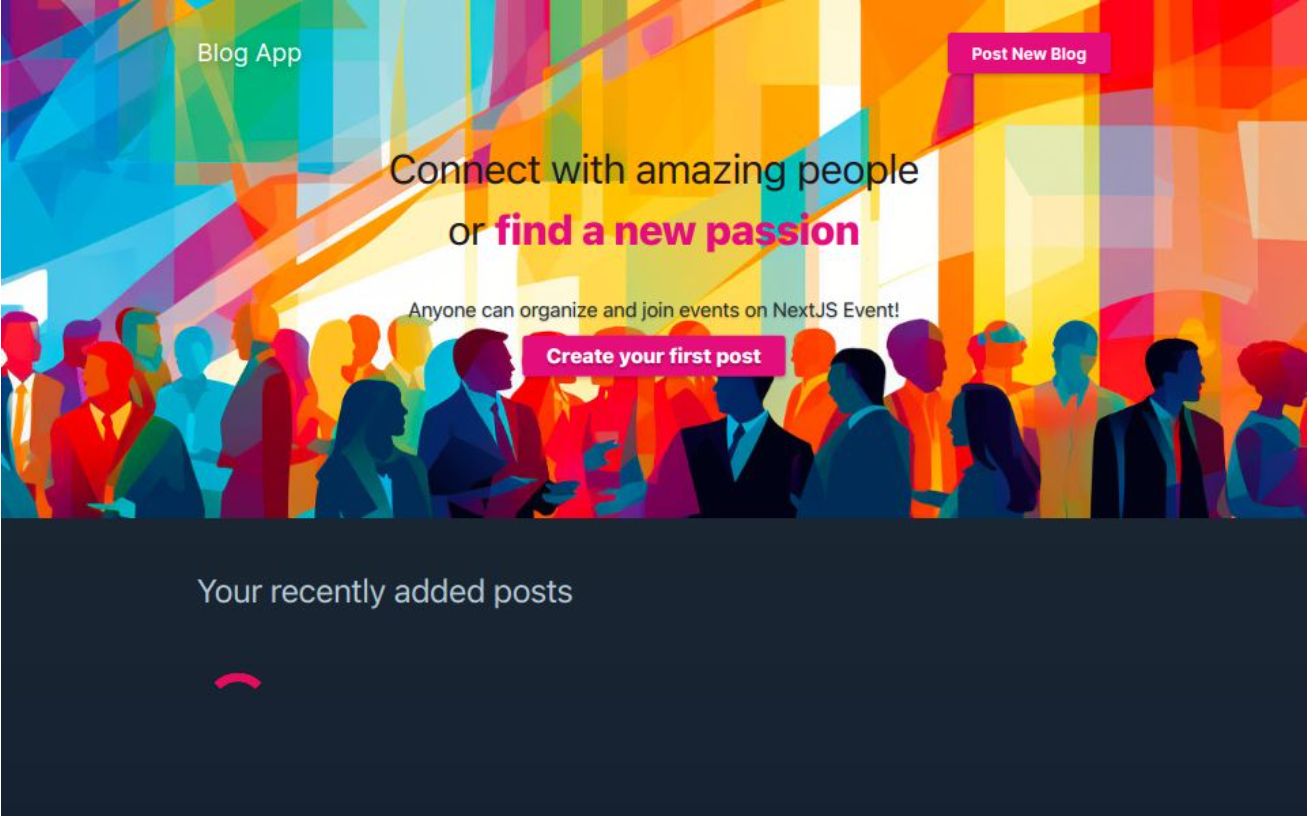 Blog App
Post New Blog
Connect with amazing people
or find a new passion
Anyone can organize and join events on NextJS Event!
Create your first post
Your recently added posts